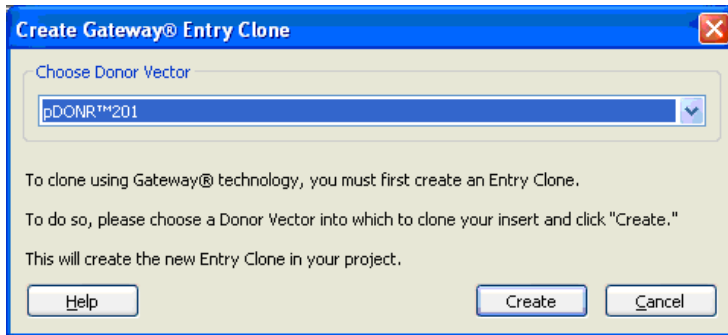 Create Gateway® Entry Clone
Choose Donor Vector
pDONR™201
To clone using Gateway® technology, you must first create an Entry Clone.
To do so, please choose a Donor Vector into which to clone your insert and click "Create."
This will create the new Entry Clone in your project.
Help Create Cancel